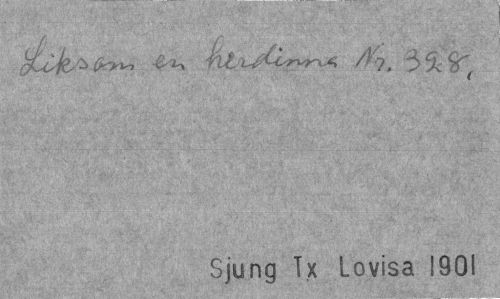 Liksom en herdinna Nr. 328,
Sjung Tx Lovisa 1901